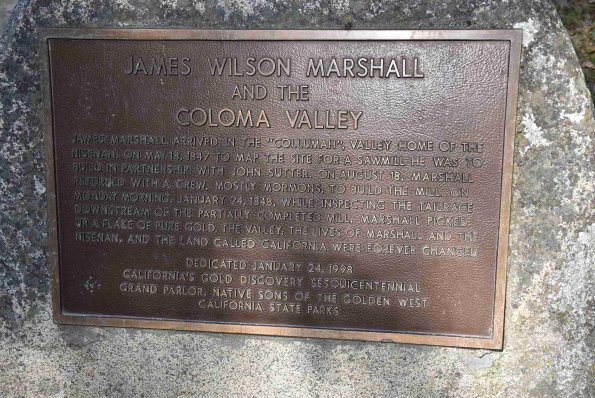 JAMES WILSON MARSHALL
AND THE
COLOMA VALLEY
JAMES MARSHALL ARRIVED IN THE "COLLUMAH", VALLEY HOME OF THE
NISENAN, ON MAY 18, 1847 TO MAP THE SITE FOR A SAWMILL HE WAS TO
BUILD IN PARTNERSHIP WITH JOHN SUTTER. ON AUGUST 18, MARSHALL
RETURNED WITH A CREW, MOSTLY MORMONS, TO BUILD THE MILL. ON
MONDAY MORNING, JANUARY 24, 1848, WHILE INSPECTING THE TAILRACE
DOWNSTREAM OF THE PARTIALLY COMPLETED MILL, MARSHALL PICKED
UP A FLAKE OF PURE GOLD. THE VALLEY, THE LIVES OF MARSHALL AND THE
NISENAN, AND THE LAND CALLED CALIFORNIA WERE FOREVER CHANGED.
DEDICATED JANUARY 24, 1998
CALIFORNIA'S GOLD DISCOVERY SESQUICENTENNIAL
GRAND PARLOR, NATIVE SONS OF THE GOLDEN WEST
CALIFORNIA STATE PARKS